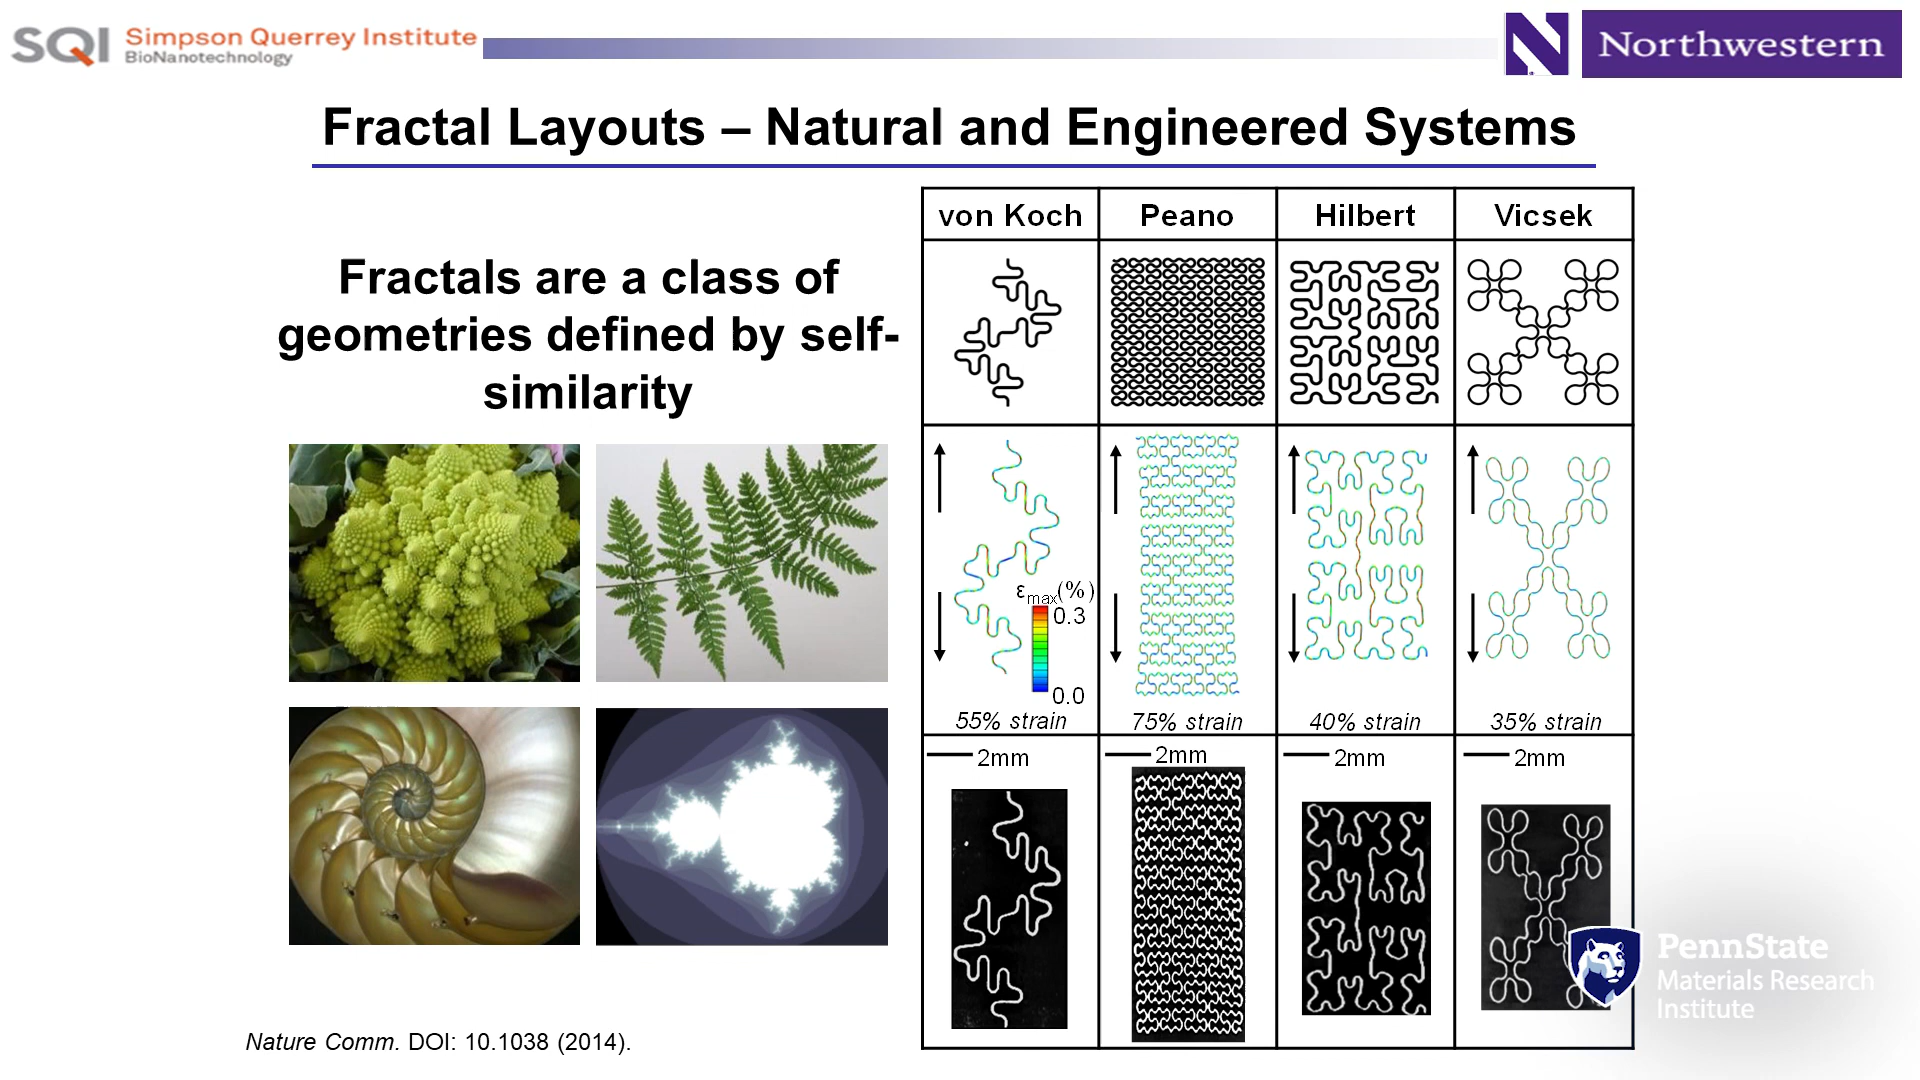 SQI Simpson Querrey Institute
BioNanotechnology
N Northwestern
Fractal Layouts – Natural and Engineered Systems
Fractals are a class of
geometries defined by self-
similarity
von Koch Peano Hilbert Vicsek
εmax(%)
0.3
0.0
55% strain 75% strain 40% strain 35% strain
2mm 2mm 2mm 2mm
PennState
Materials Research
Institute
Nature Comm. DOI: 10.1038 (2014).